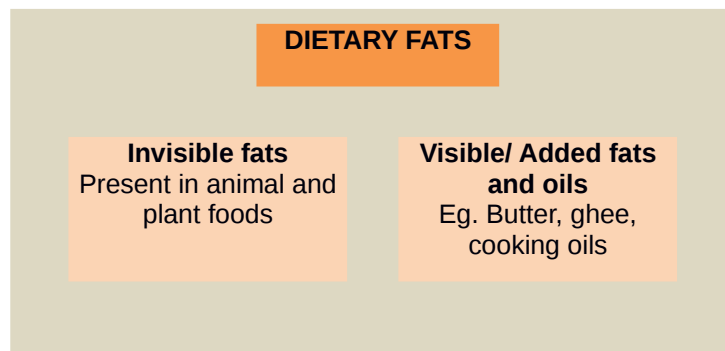 DIETARY FATS
Invisible fats
Present in animal and
plant foods
Visible/ Added fats
and oils
Eg. Butter, ghee,
cooking oils